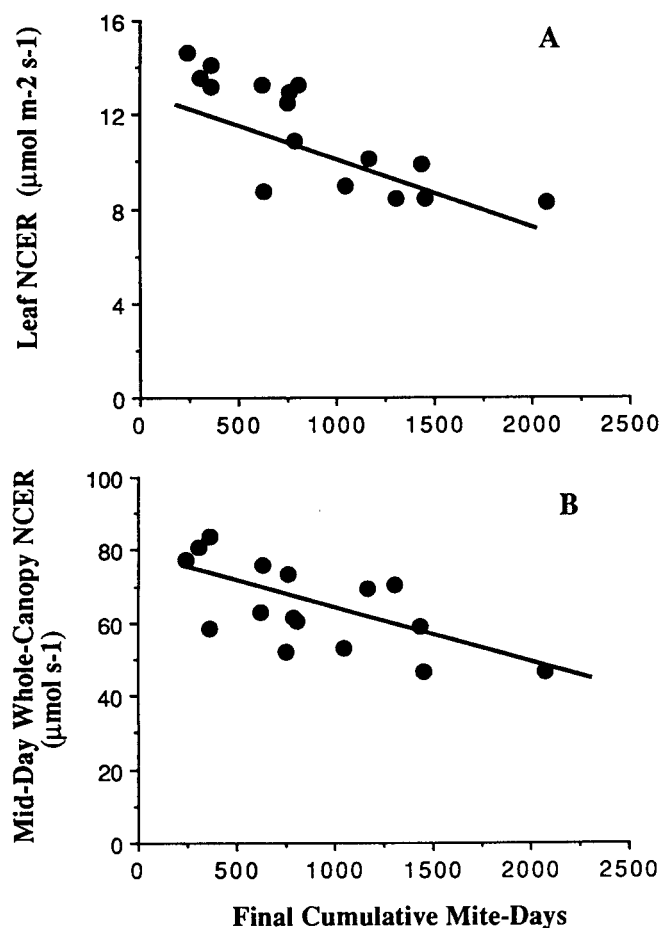 A
Leaf NCER (μmol m-2 s-1)
16
12
8
4
0
0 500 1000 1500 2000 2500
B
Mid-Day Whole-Canopy NCER
(μmol s-1)
100
80
60
40
20
0
0 500 1000 1500 2000 2500
Final Cumulative Mite-Days